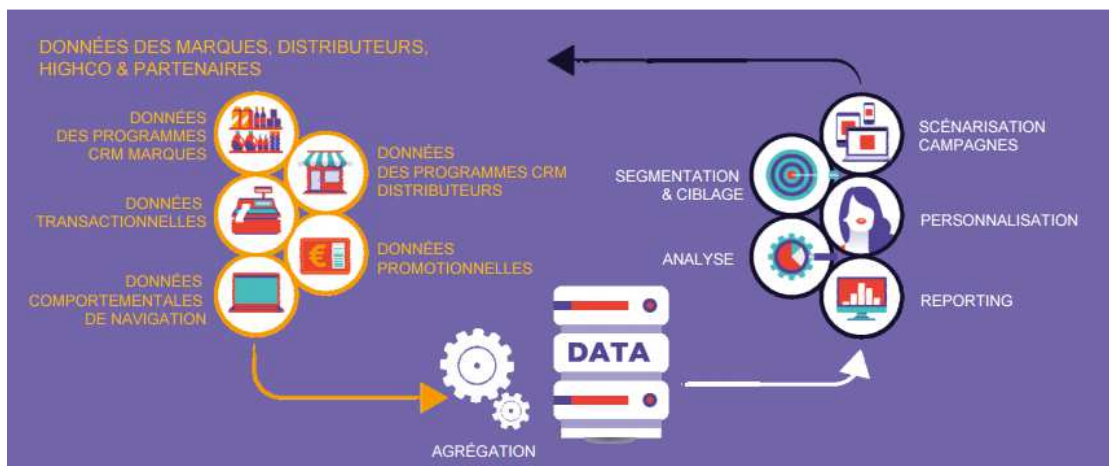 DONNÉES DES MARQUES, DISTRIBUTEURS,
HIGHCO & PARTENAIRES
DONNÉES
DES PROGRAMMES
CRM MARQUES
DONNÉES
DES PROGRAMMES CRM
DISTRIBUTEURS
DONNÉES
TRANSACTIONNELLES
DONNÉES
PROMOTIONNELLES
DONNÉES
COMPORTEMENTALES
DE NAVIGATION
AGRÉGATION
DATA
SCÉNARISATION
CAMPAGNES
SEGMENTATION
& CIBLAGE
PERSONNALISATION
ANALYSE
REPORTING